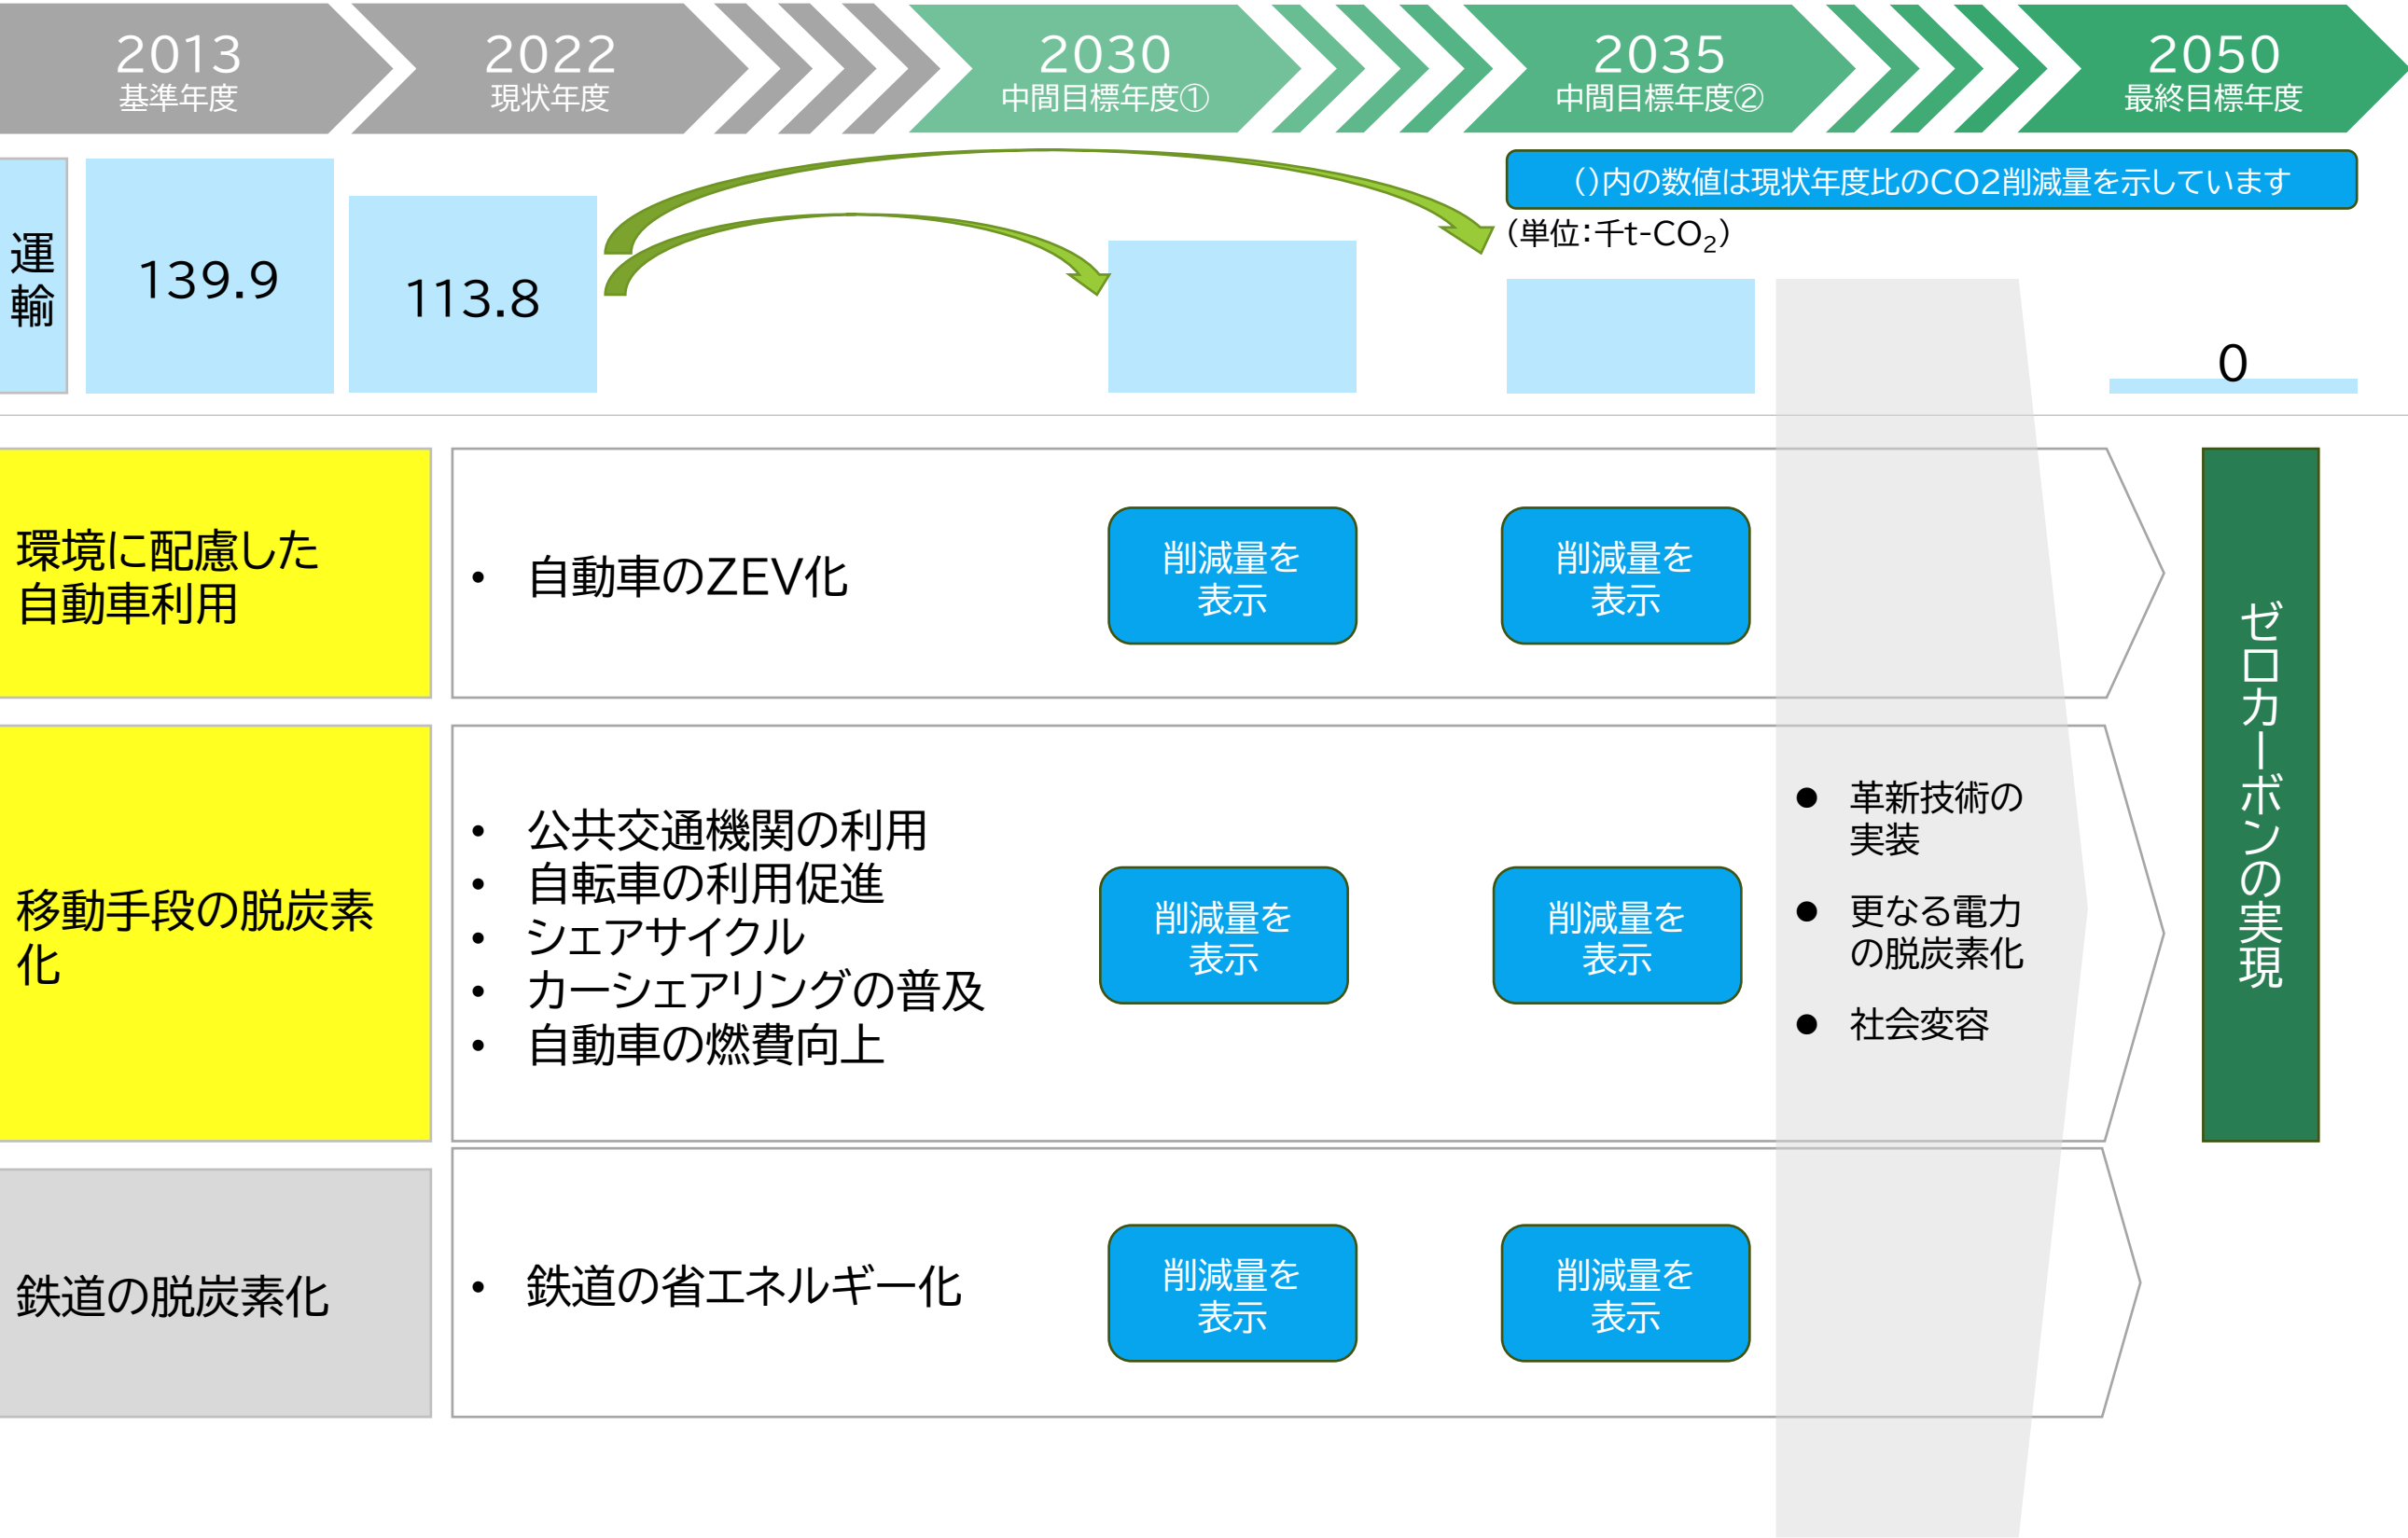 2013
基準年度
2022
現状年度
2030
中間目標年度①
2035
中間目標年度②
2050
最終目標年度
()内の数値は現状年度比のCO2削減量を示しています
(単位:千t-CO₂)
運輸
139.9
113.8
0
環境に配慮した
自動車利用
• 自動車のZEV化
削減量を
表示
削減量を
表示
移動手段の脱炭素
化
• 公共交通機関の利用
• 自転車の利用促進
• シェアサイクル
• カーシェアリングの普及
• 自動車の燃費向上
削減量を
表示
削減量を
表示
● 革新技術の
実装
● 更なる電力
の脱炭素化
● 社会変容
ゼロカーボンの実現
鉄道の脱炭素化
• 鉄道の省エネルギー化
削減量を
表示
削減量を
表示